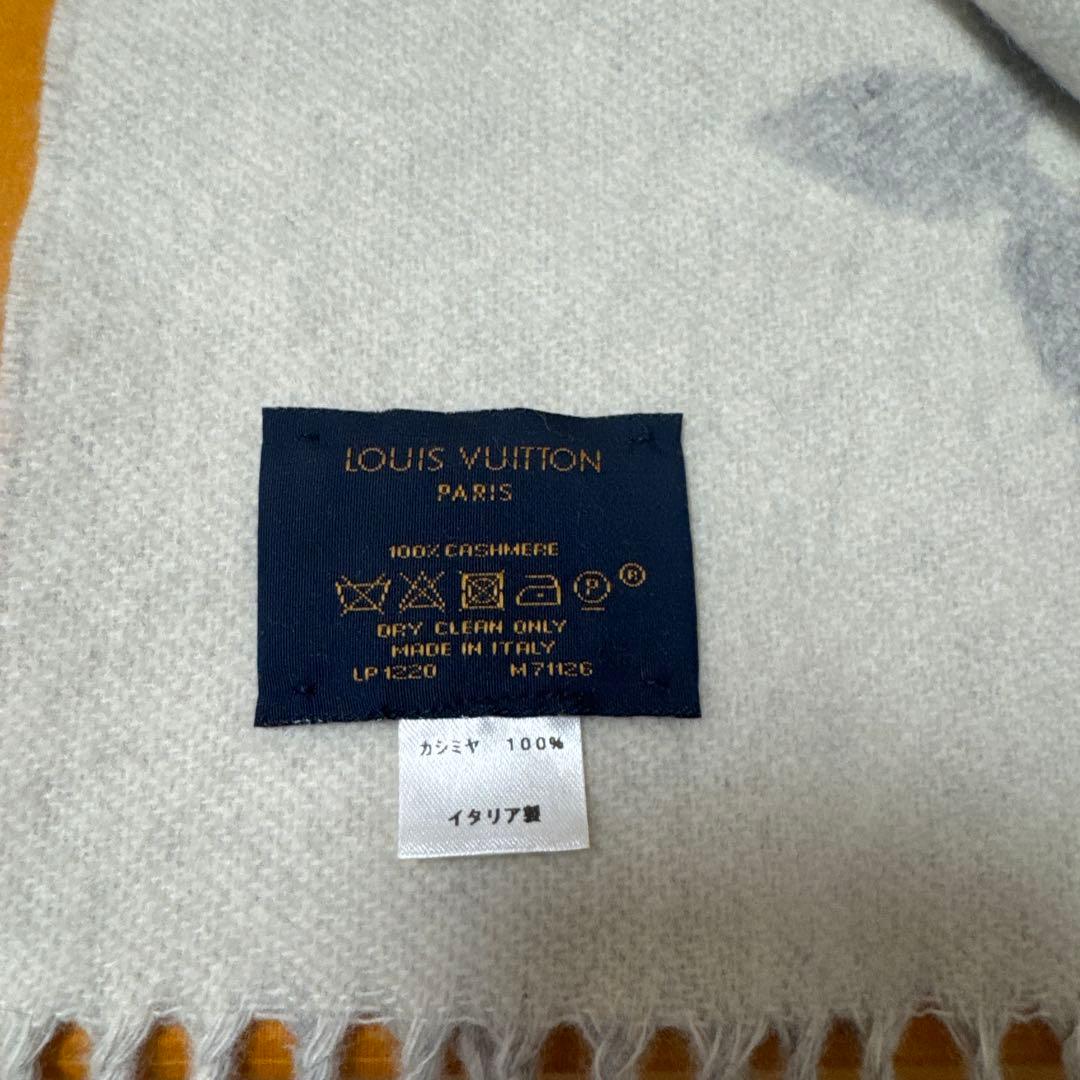 LOUIS VUITTON
PARIS
100% CASHMERE
P ®
DRY CLEAN ONLY
MADE IN ITALY
LP1220 M71126
カシミヤ 100%
イタリア製